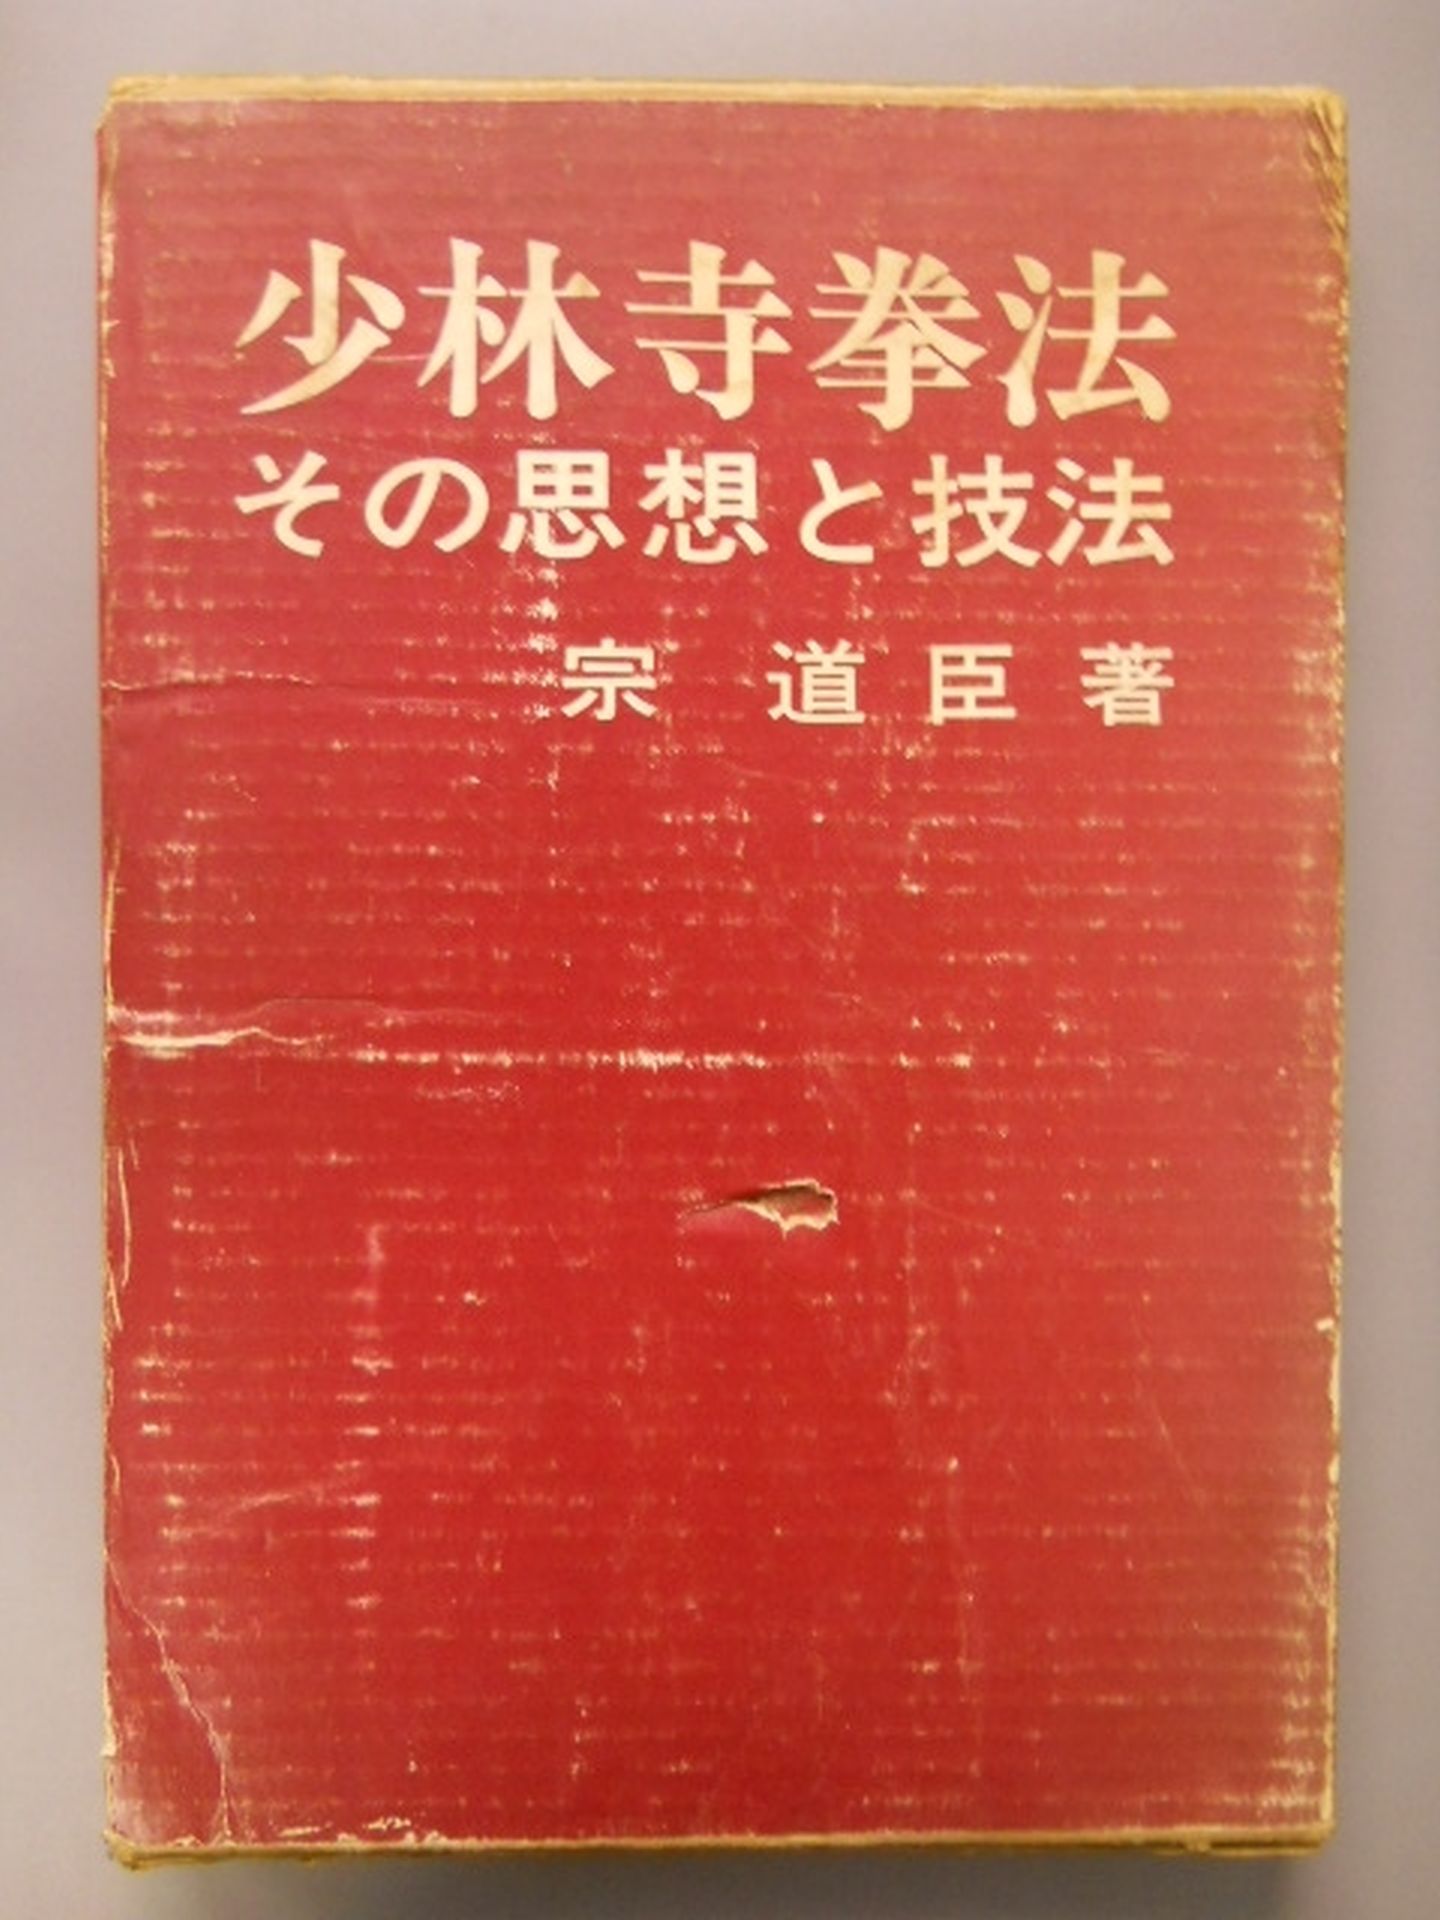 少林寺拳法
その思想と技法
宗 道臣 著